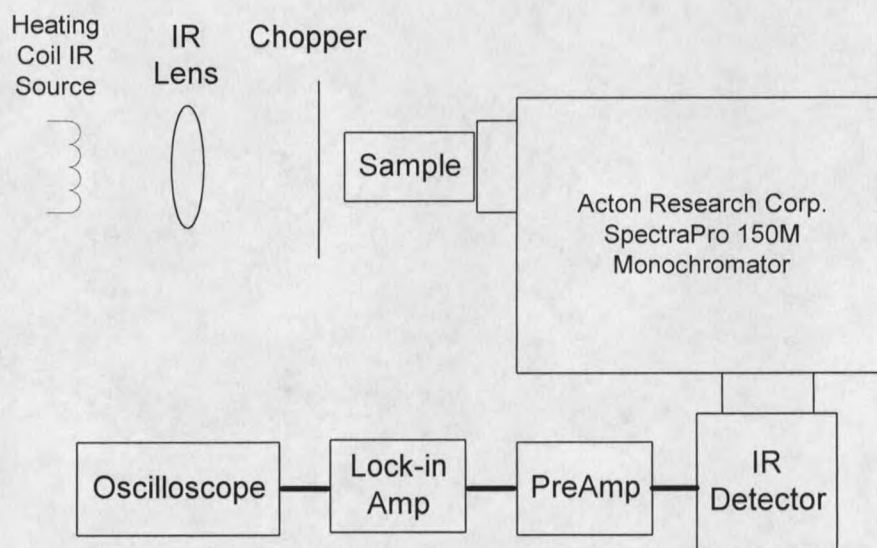 Heating
Coil IR
Source
IR
Lens
Chopper
Sample
Acton Research Corp.
SpectraPro 150M
Monochromator
Oscilloscope
Lock-in
Amp
PreAmp
IR
Detector